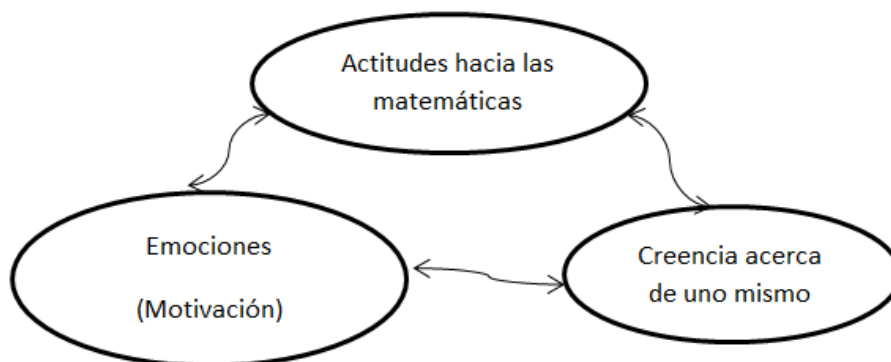 Actitudes hacia las
matemáticas
Emociones
(Motivación)
Creencia acerca
de uno mismo